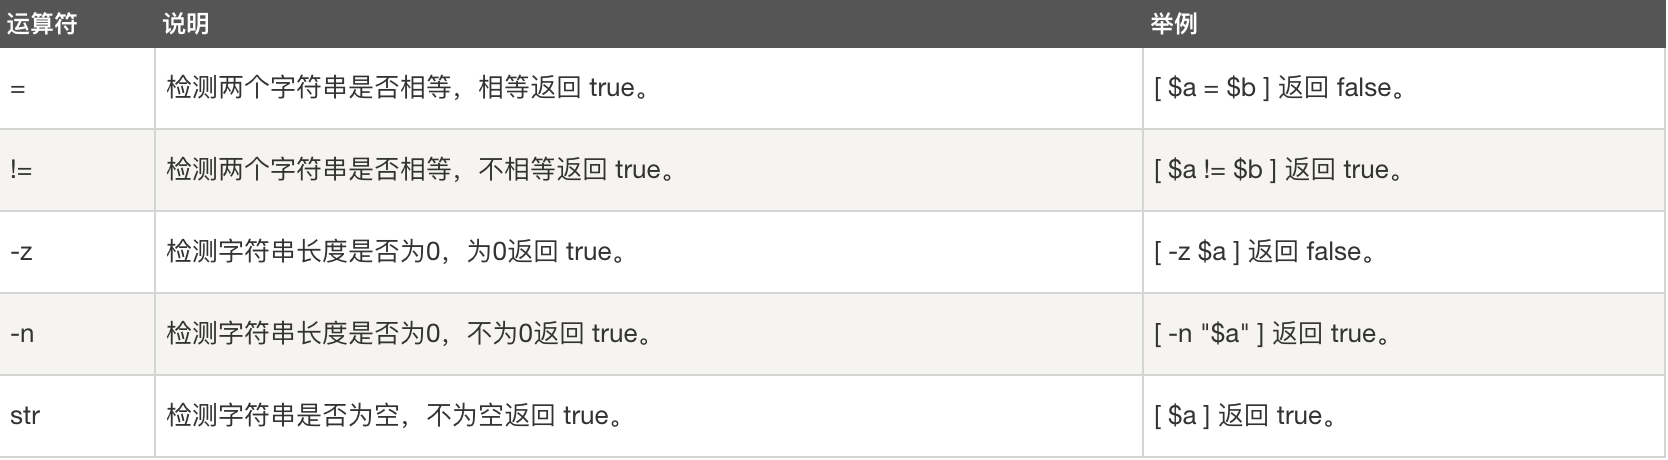 运算符 说明 举例
= 检测两个字符串是否相等，相等返回 true。 [ $a = $b ] 返回 false。
!= 检测两个字符串是否相等，不相等返回 true。 [ $a != $b ] 返回 true。
-z 检测字符串长度是否为0，为0返回 true。 [ -z $a ] 返回 false。
-n 检测字符串长度是否为0，不为0返回 true。 [ -n "$a" ] 返回 true。
str 检测字符串是否为空，不为空返回 true。 [ $a ] 返回 true。